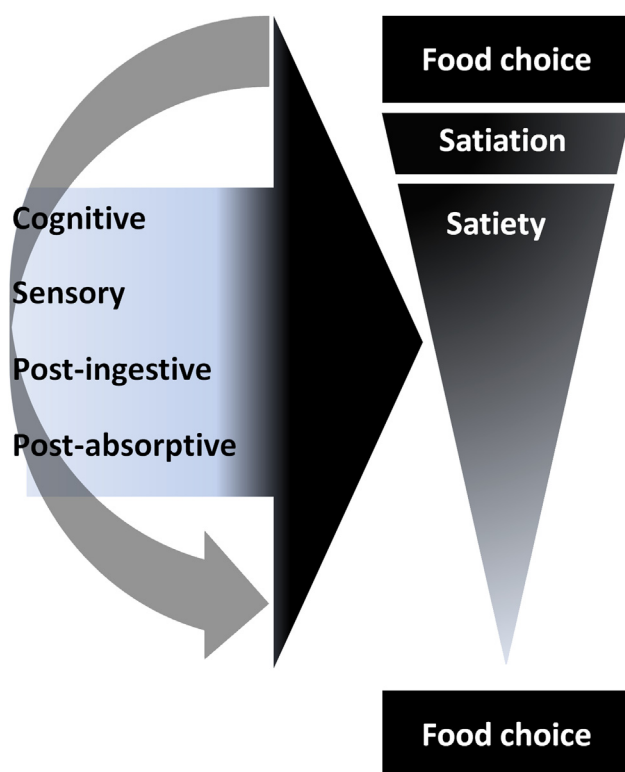 Food choice
Satiation
Satiety
Cognitive
Sensory
Post-ingestive
Post-absorptive
Food choice